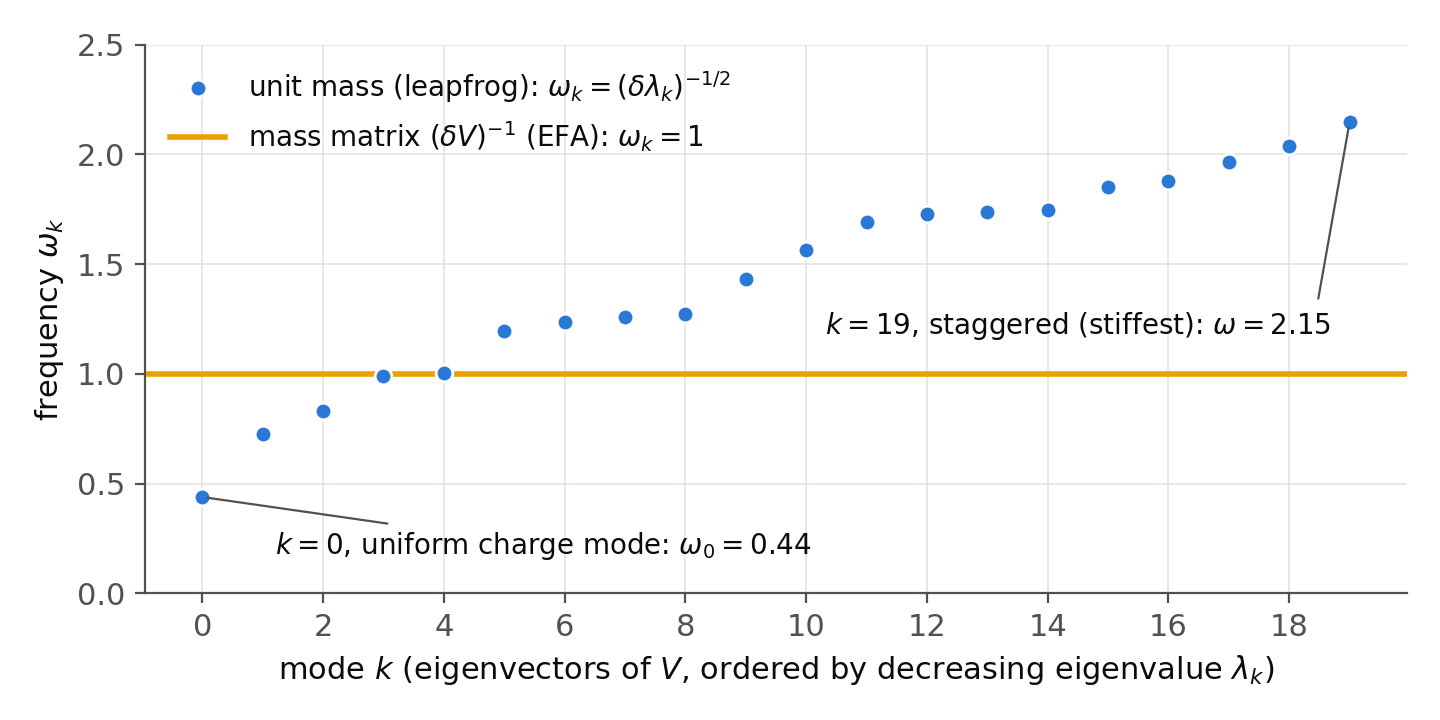 2.5
2.0
1.5
1.0
0.5
0.0
frequency ωₖ
unit mass (leapfrog): ωₖ = (δλₖ)^{−1/2}
mass matrix (δV)^{−1} (EFA): ωₖ = 1
k = 19, staggered (stiffest): ω = 2.15
k = 0, uniform charge mode: ω₀ = 0.44
0 2 4 6 8 10 12 14 16 18
mode k (eigenvectors of V, ordered by decreasing eigenvalue λₖ)